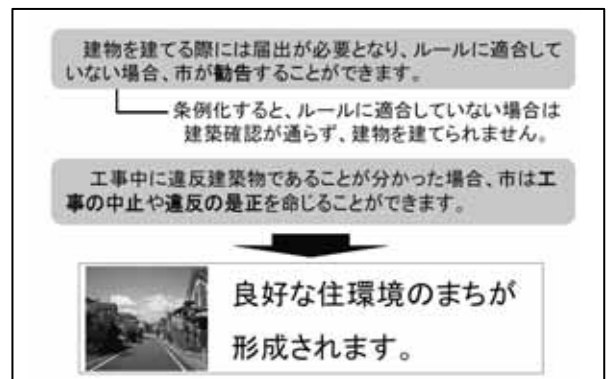 建物を建てる際には届出が必要となり、ルールに適合して
いない場合、市が勧告することができます。
条例化すると、ルールに適合していない場合は
建築確認が通らず、建物を建てられません。
工事中に違反建築物であることが分かった場合、市は工
事の中止や違反の是正を命じることができます。
良好な住環境のまちが
形成されます。